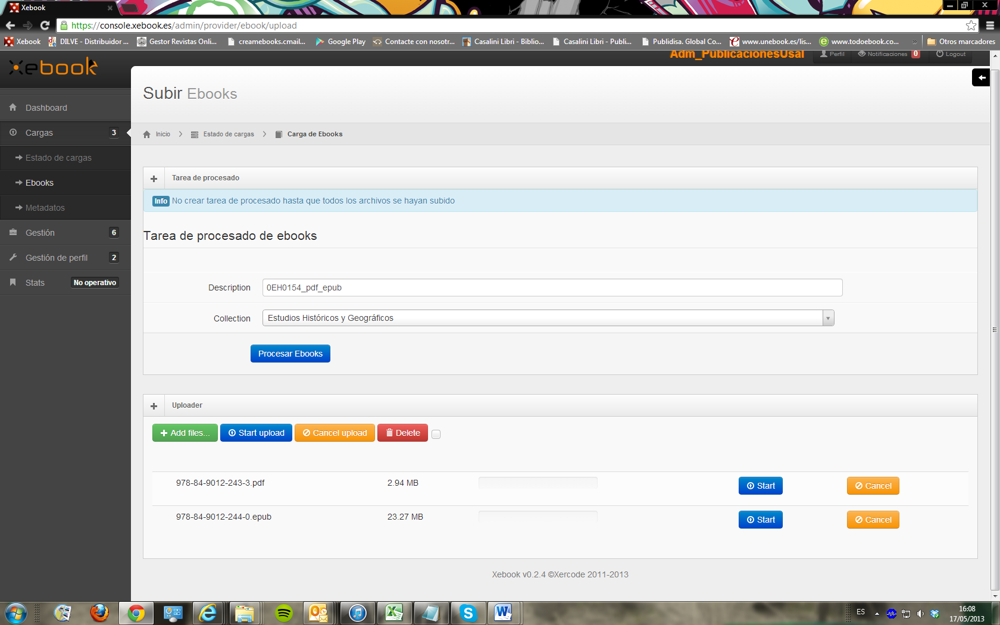 Xebook
https://console.xebook.es/admin/provider/ebook/upload
Xebook DILVE - Distribuidor ... Gestor Revistas Onli... creamebooks.cmail... Google Play Contacte con nosotr... Casalini Libri - Biblio... Casalini Libri - Publi... Publidisa. Global Co... www.unebook.es/lis... www.todoebook.co... » Otros marcadores
xebook
Adm_PublicacionesUsal Perfil Notificaciones 0 Logout
Subir Ebooks
Dashboard
Cargas 3
Estado de cargas
Ebooks
Metadatos
Gestión 6
Gestión de perfil 2
Stats No operativo
Inicio Estado de cargas Carga de Ebooks
Tarea de procesado
Info No crear tarea de procesado hasta que todos los archivos se hayan subido
Tarea de procesado de ebooks
Description 0EH0154_pdf_epub
Collection Estudios Históricos y Geográficos
Procesar Ebooks
Uploader
Add files... Start upload Cancel upload Delete
978-84-9012-243-3.pdf 2.94 MB Start Cancel
978-84-9012-244-0.epub 23.27 MB Start Cancel
Xebook v0.2.4 ©Xercode 2011-2013
ES 16:08
17/05/2013